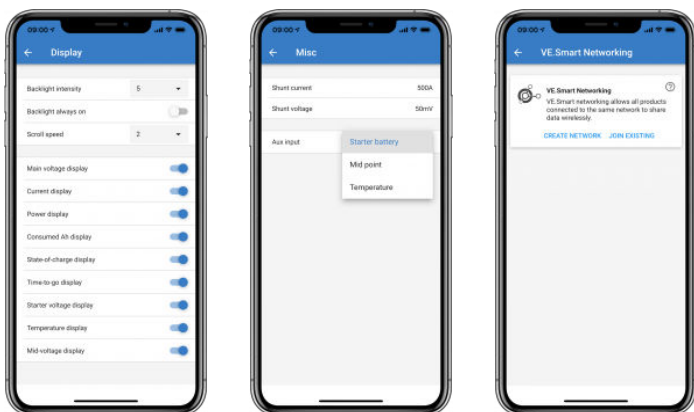 09:00
Display
Backlight intensity 5
Backlight always on
Scroll speed 2
Main voltage display
Current display
Power display
Consumed Ah display
State-of-charge display
Time-to-go display
Starter voltage display
Temperature display
Mid-voltage display
09:00
Misc
Shunt current 500A
Shunt voltage 50mV
Aux input
Starter battery
Mid point
Temperature
09:00
VE.Smart Networking
VE.Smart Networking
VE.Smart networking allows all products
connected to the same network to share
data wirelessly.
CREATE NETWORK JOIN EXISTING